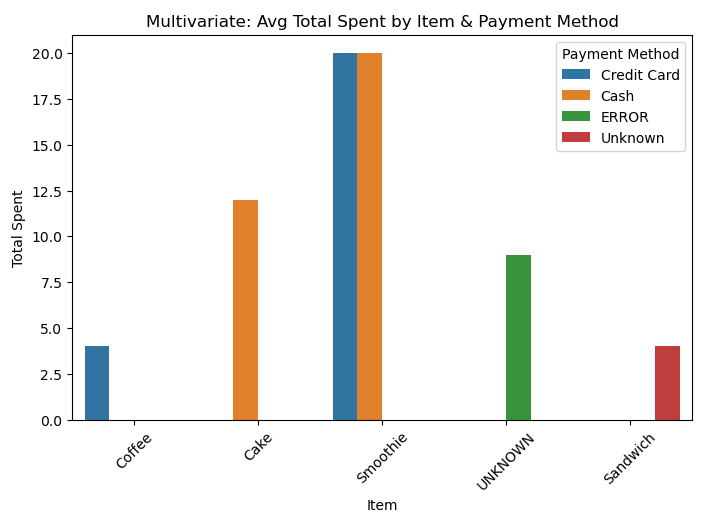 Multivariate: Avg Total Spent by Item & Payment Method
Payment Method
Credit Card
Cash
ERROR
Unknown
Total Spent
20.0
17.5
15.0
12.5
10.0
7.5
5.0
2.5
0.0
Coffee
Cake
Smoothie
UNKNOWN
Sandwich
Item